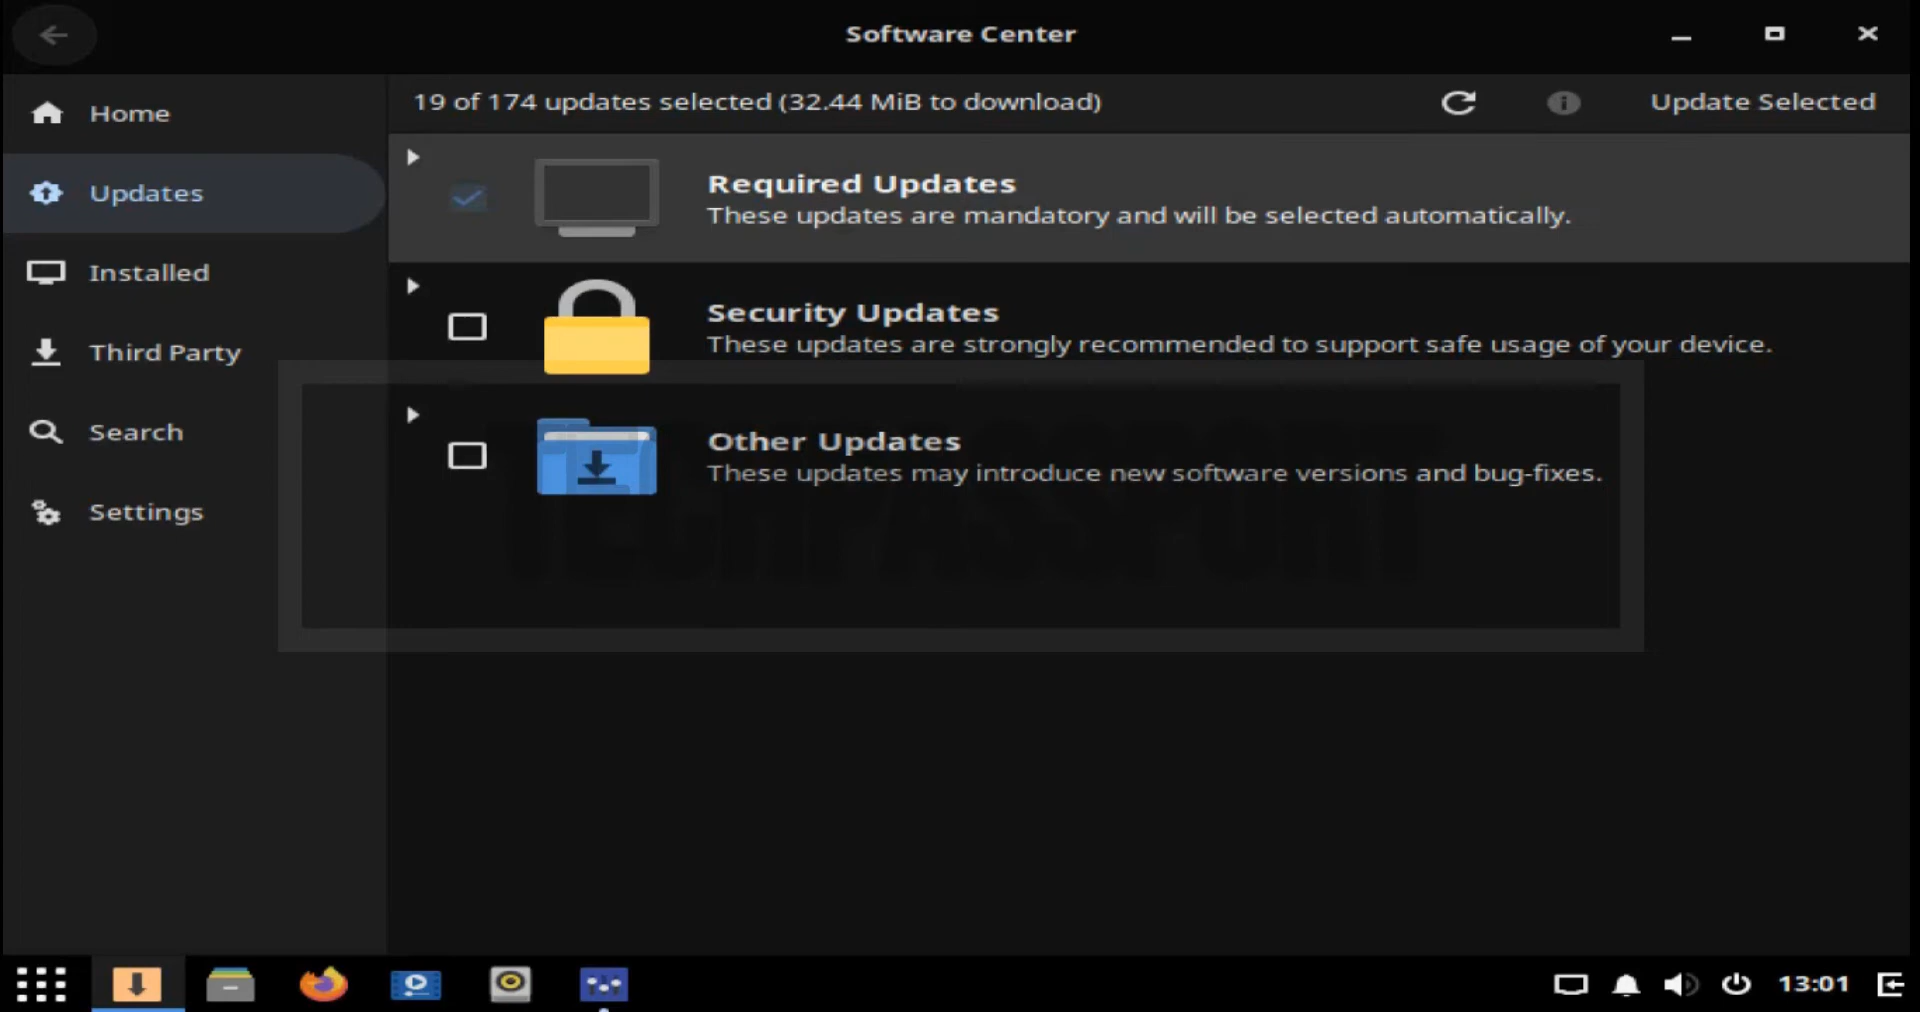 Software Center
Home
Updates
Installed
Third Party
Search
Settings
19 of 174 updates selected (32.44 MiB to download)
Update Selected
Required Updates
These updates are mandatory and will be selected automatically.
Security Updates
These updates are strongly recommended to support safe usage of your device.
Other Updates
These updates may introduce new software versions and bug-fixes.
TECHPASSPORT
13:01